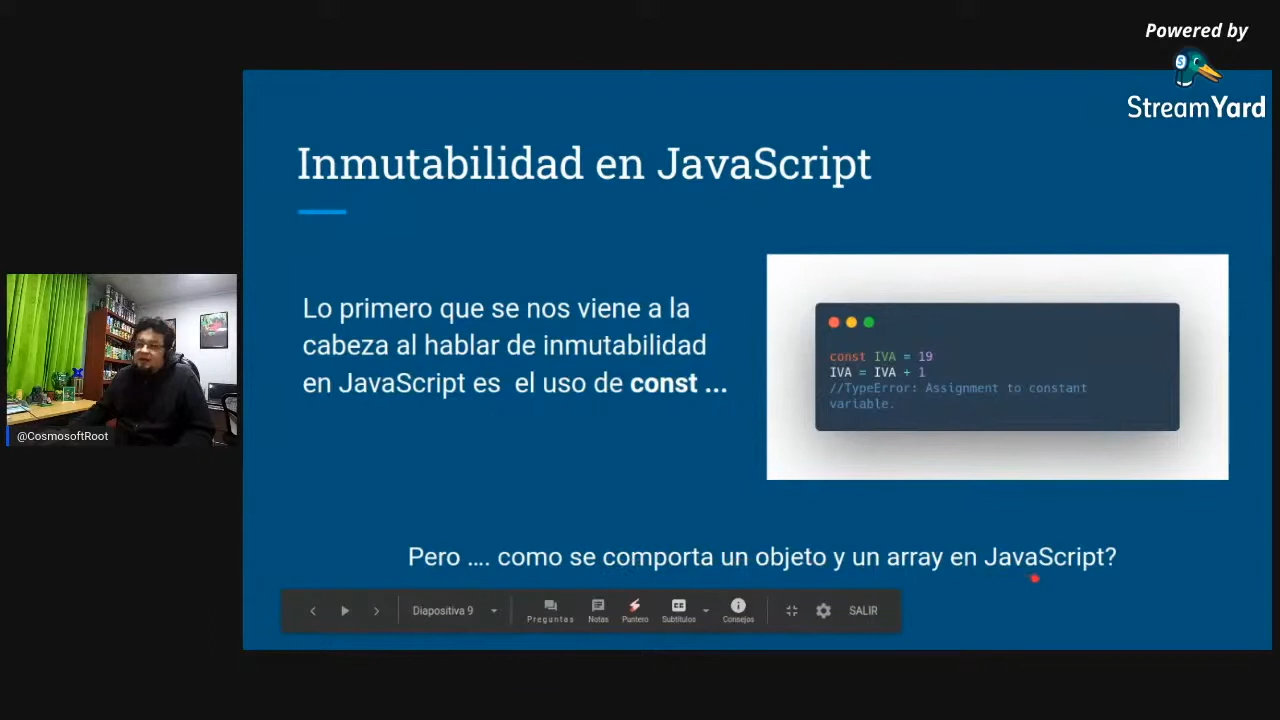 Powered by
StreamYard
Inmutabilidad en JavaScript
Lo primero que se nos viene a la
cabeza al hablar de inmutabilidad
en JavaScript es el uso de const ...
const IVA = 19
IVA = IVA + 1
//TypeError: Assignment to constant
variable.
@CosmosoftRoot
Pero .... como se comporta un objeto y un array en JavaScript?
Diapositiva 9
Preguntas
Notas
Puntero
Subtítulos
Consejos
SALIR